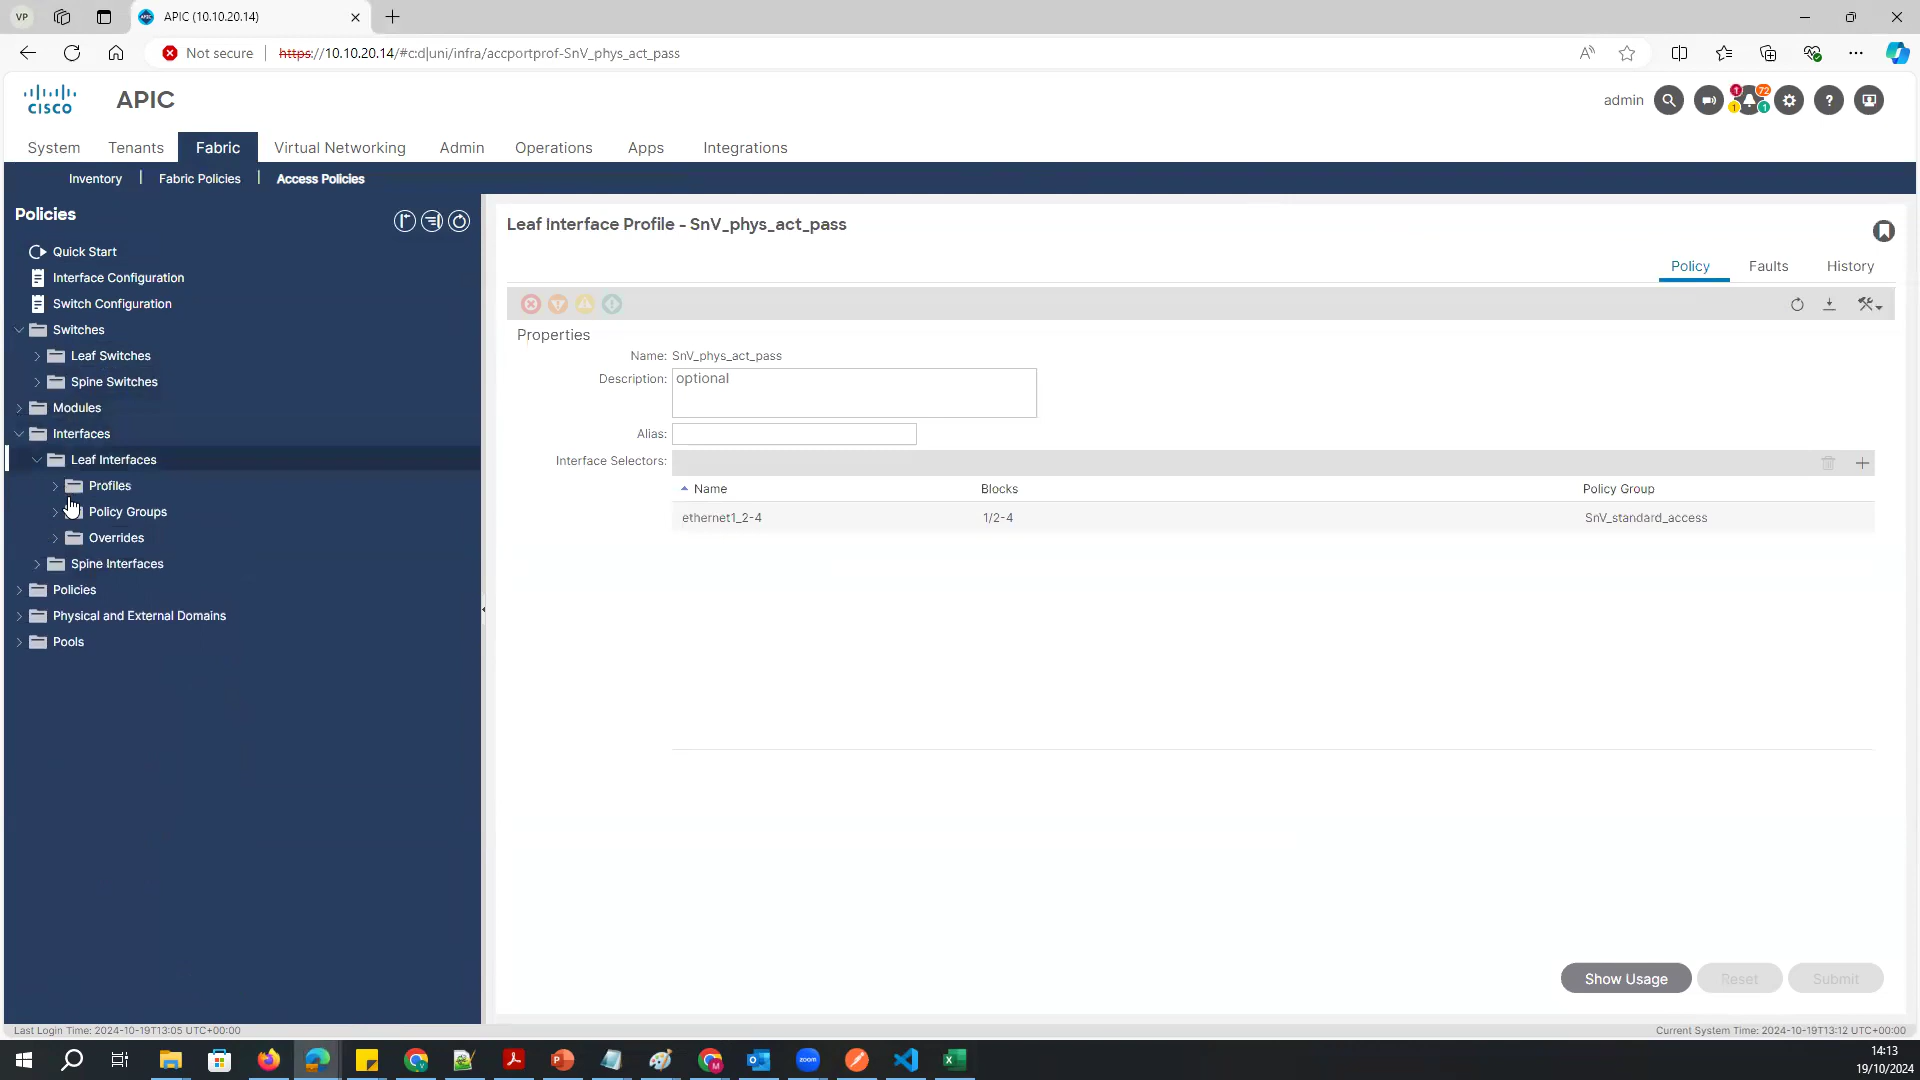 VP
APIC (10.10.20.14)
Not secure
https://10.10.20.14/#c:d|uni/infra/accportprof-SnV_phys_act_pass
CISCO
APIC
admin
1
72
1
1
System
Tenants
Fabric
Virtual Networking
Admin
Operations
Apps
Integrations
Inventory
Fabric Policies
Access Policies
Policies
Quick Start
Interface Configuration
Switch Configuration
Switches
Leaf Switches
Spine Switches
Modules
Interfaces
Leaf Interfaces
Profiles
Policy Groups
Overrides
Spine Interfaces
Policies
Physical and External Domains
Pools
Leaf Interface Profile - SnV_phys_act_pass
Policy
Faults
History
Properties
Name: SnV_phys_act_pass
Description: optional
Alias:
Interface Selectors:
Name
Blocks
Policy Group
ethernet1_2-4
1/2-4
SnV_standard_access
Show Usage
Reset
Submit
Last Login Time: 2024-10-19T13:05 UTC+00:00
Current System Time: 2024-10-19T13:12 UTC+00:00
zoom
14:13
19/10/2024